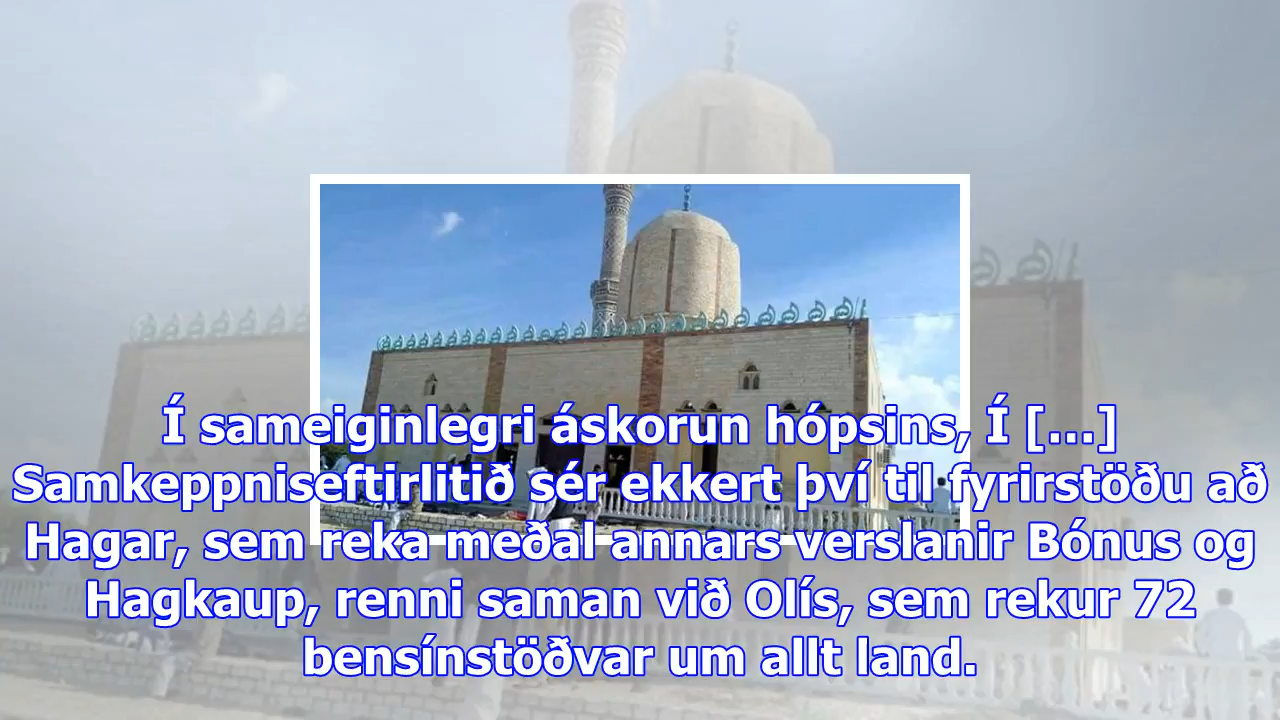 Í sameiginlegri áskorun hópsins, Í [...]
Samkeppniseftirlitið sér ekkert því til fyrirstöðu að
Hagar, sem reka meðal annars verslanir Bónus og
Hagkaup, renni saman við Olís, sem rekur 72
bensínstöðvar um allt land.